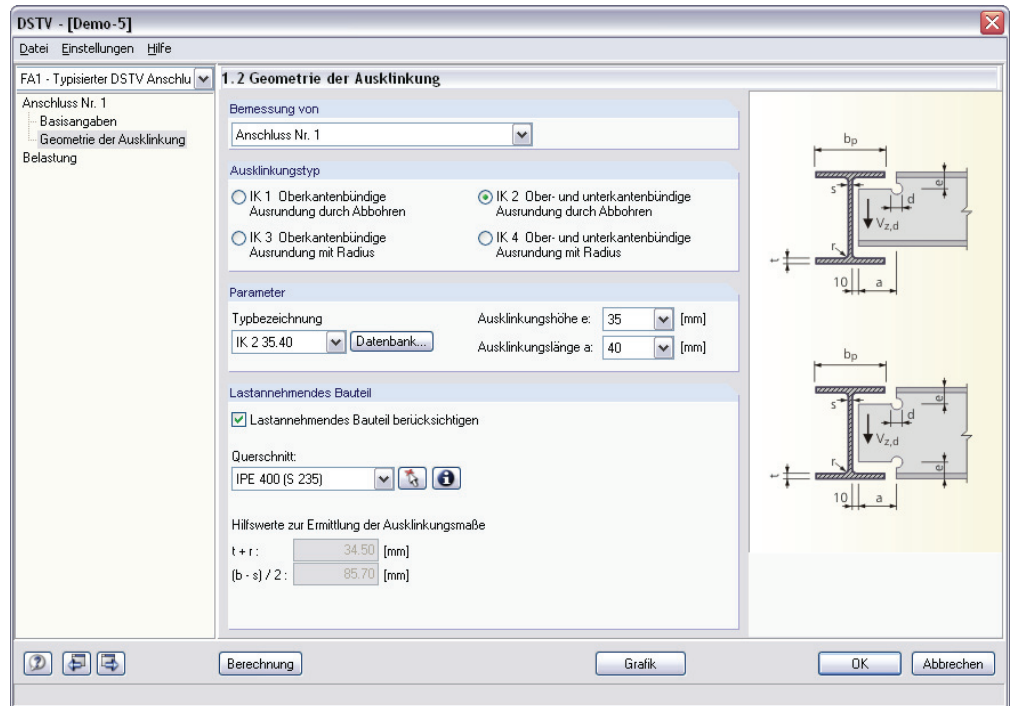 DSTV - [Demo-5]
Datei Einstellungen Hilfe
FA1 - Typisierter DSTV Anschlu
Anschluss Nr. 1
Basisangaben
Geometrie der Ausklinkung
Belastung
1.2 Geometrie der Ausklinkung
Bemessung von
Anschluss Nr. 1
Ausklinkungstyp
IK 1 Oberkantenbündige
Ausrundung durch Abbohren
IK 2 Ober- und unterkantenbündige
Ausrundung durch Abbohren
IK 3 Oberkantenbündige
Ausrundung mit Radius
IK 4 Ober- und unterkantenbündige
Ausrundung mit Radius
Parameter
Typbezeichnung
IK 2 35.40
Datenbank...
Ausklinkungshöhe e: 35 [mm]
Ausklinkungslänge a: 40 [mm]
Lastannehmendes Bauteil
Lastannehmendes Bauteil berücksichtigen
Querschnitt:
IPE 400 (S 235)
Hilfswerte zur Ermittlung der Ausklinkungsmaße
t + r : 34.50 [mm]
(b - s) / 2 : 85.70 [mm]
bp
e
s
d
Vz,d
r
t
10 a
bp
e
s
d
Vz,d
r
e
t
10 a
Berechnung
Grafik
OK
Abbrechen